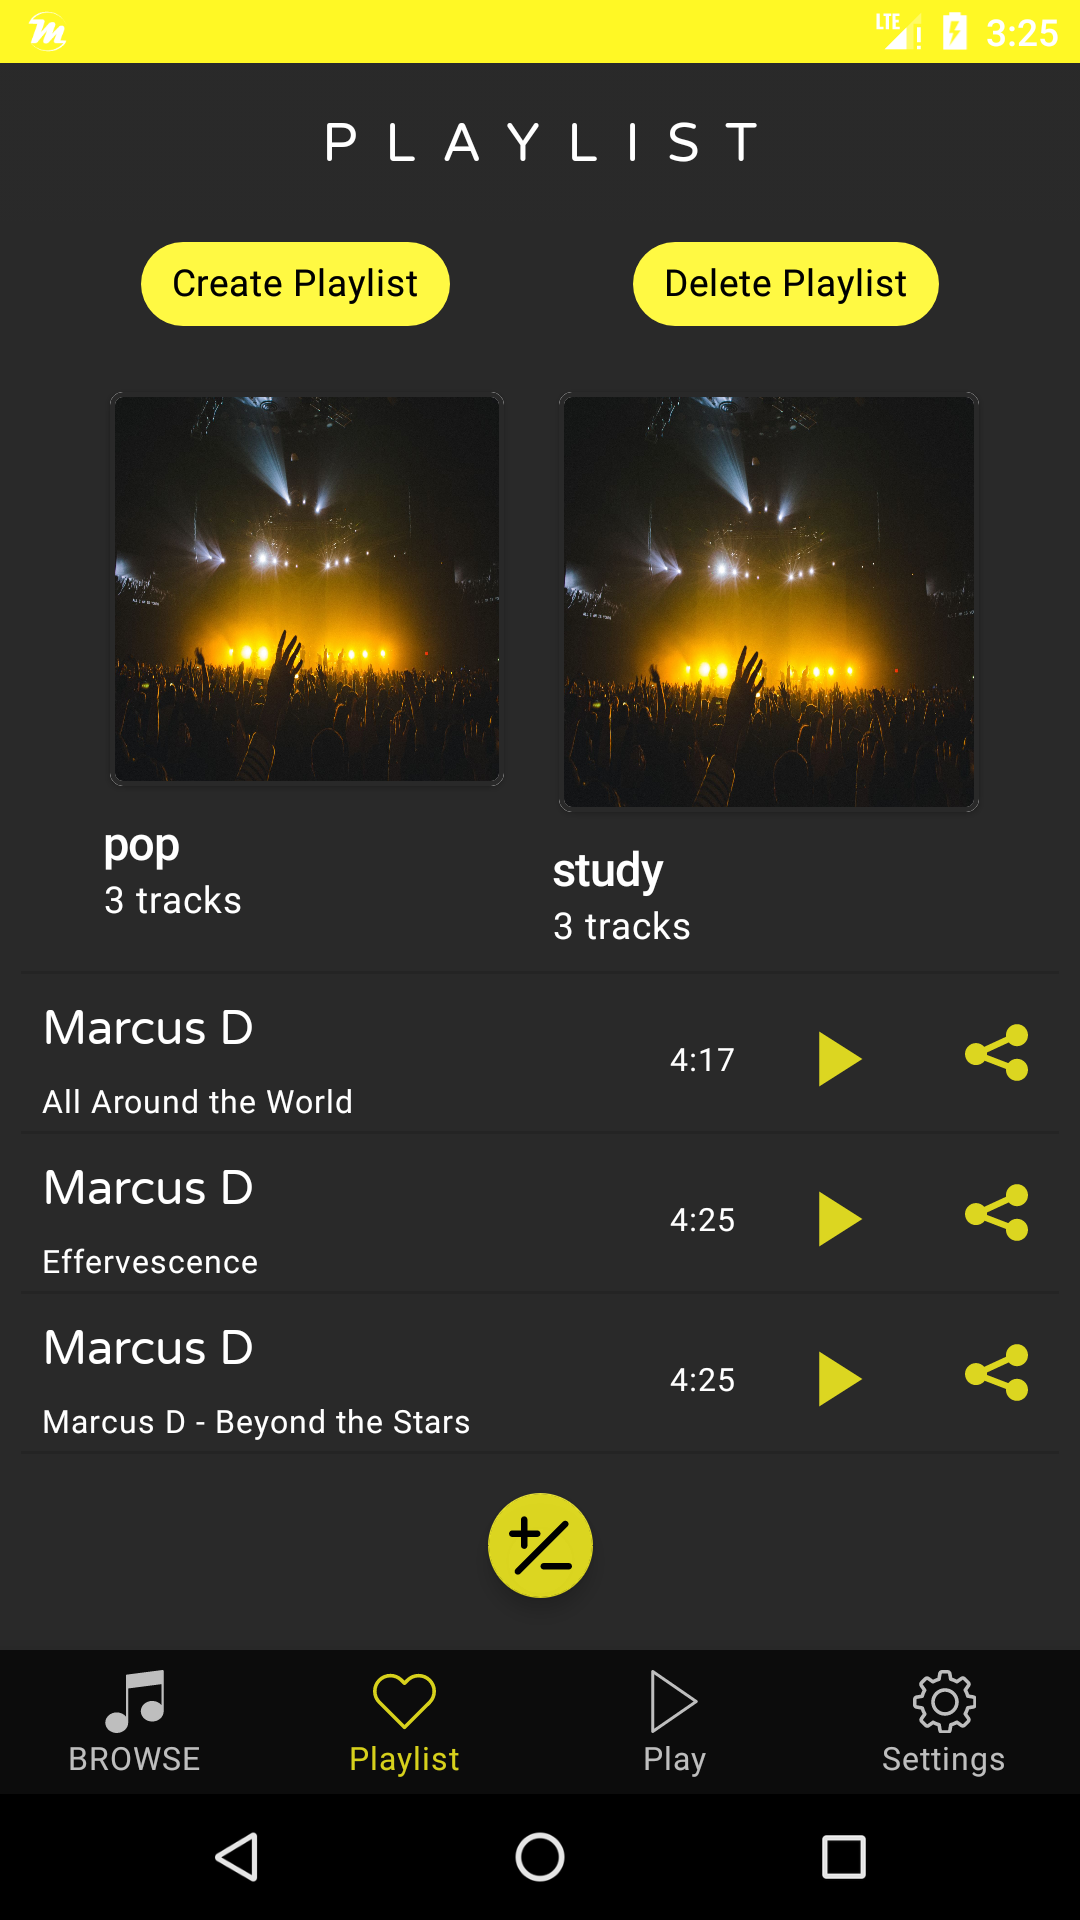 LTE 3:25
PLAYLIST
Create Playlist
Delete Playlist
pop
3 tracks
study
3 tracks
Marcus D
All Around the World
4:17
Marcus D
Effervescence
4:25
Marcus D
Marcus D - Beyond the Stars
4:25
BROWSE
Playlist
Play
Settings